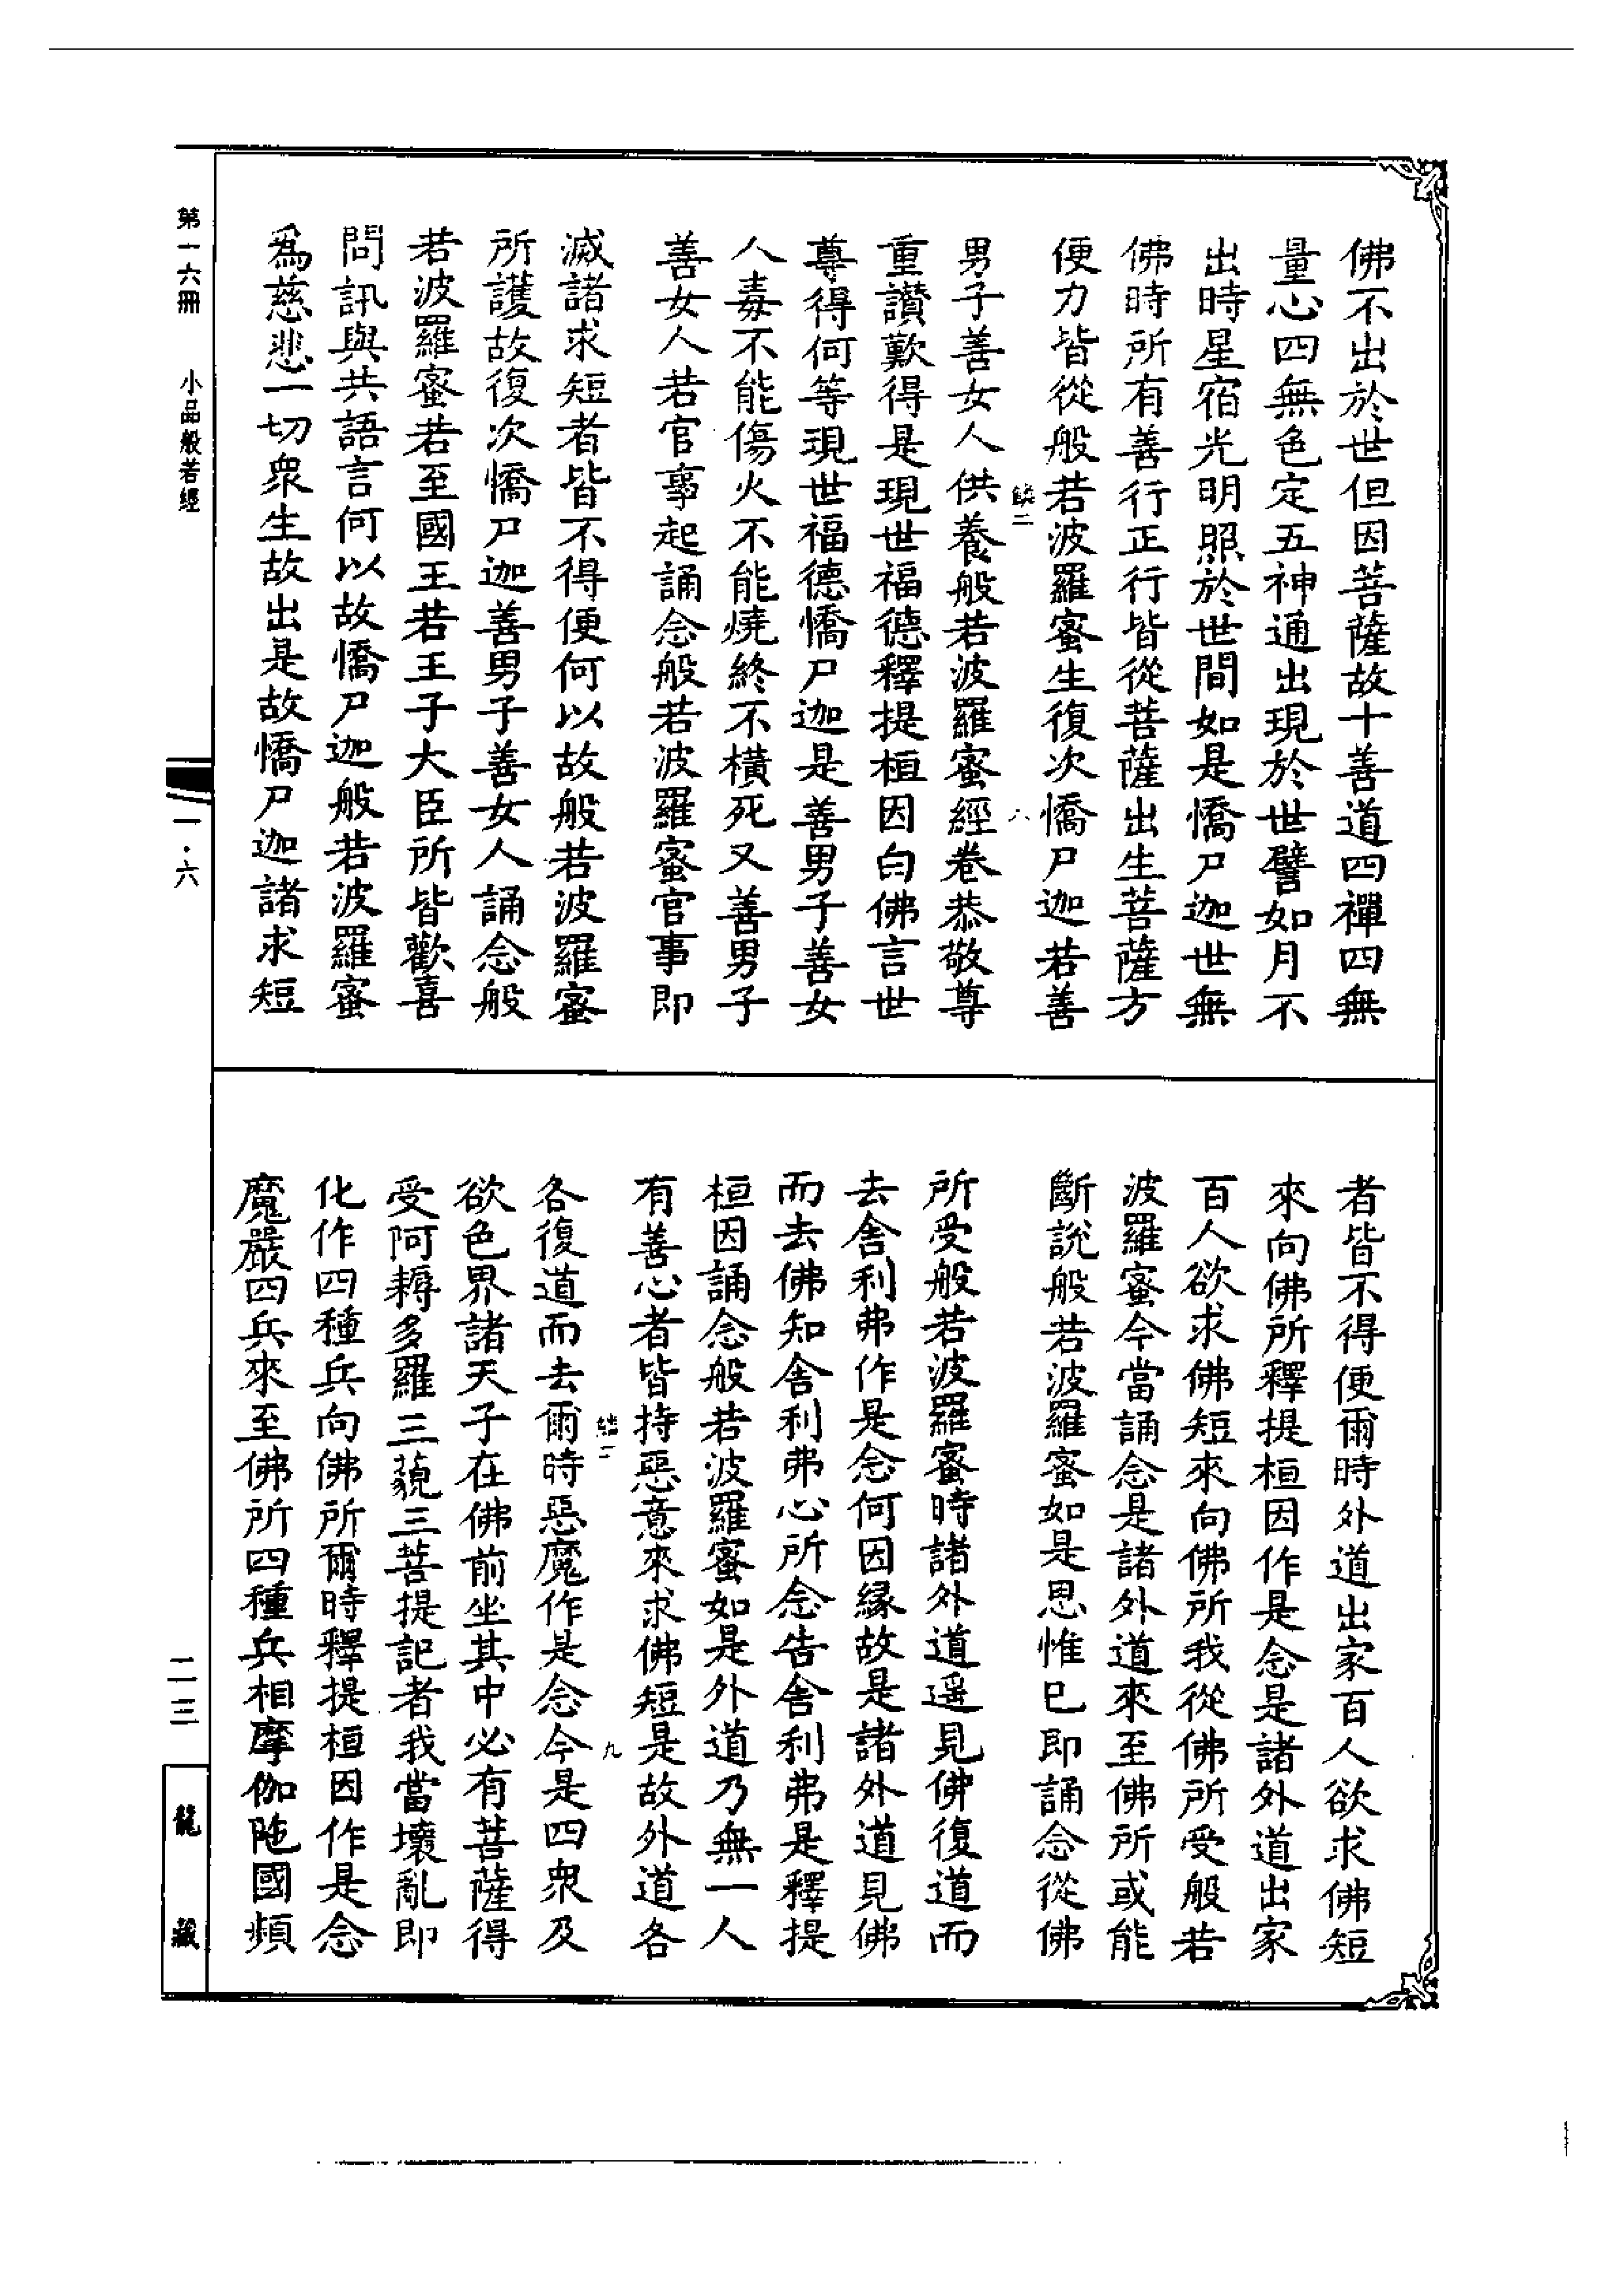 佛不出於世但因菩薩故十善道四禪四無
量心四無色定五神通出現於世譬如月不
出時星宿光明照於世間如是憍尸迦世無
佛時所有善行正行皆從菩薩出生菩薩方
便力皆從般若波羅蜜生復次憍尸迦若善
麟二
八
男子善女人供養般若波羅蜜經卷恭敬尊
重讚歎得是現世福德釋提桓因白佛言世
尊得何等現世福德憍尸迦是善男子善女
人毒不能傷火不能燒終不橫死又善男子
善女人若官事起誦念般若波羅蜜官事即
滅諸求短者皆不得便何以故般若波羅蜜
所護故復次憍尸迦善男子善女人誦念般
若波羅蜜若至國王若王子大臣所皆歡喜
問訊與共語言何以故憍尸迦般若波羅蜜
為慈悲一切衆生故出是故憍尸迦諸求短
者皆不得便爾時外道出家百人欲求佛短
來向佛所釋提桓因作是念是諸外道出家
百人欲求佛短來向佛所我從佛所受般若
波羅蜜今當誦念是諸外道來至佛所或能
斷說般若波羅蜜如是思惟已即誦念從佛
所受般若波羅蜜時諸外道遥見佛復道而
去舍利弗作是念何因緣故是諸外道見佛
而去佛知舍利弗心所念告舍利弗是釋提
桓因誦念般若波羅蜜如是外道乃無一人
有善心者皆持惡意來求佛短是故外道各
二
九
各復道而去爾時惡魔作是念今是四衆及
欲色界諸天子在佛前坐其中必有菩薩得
受阿耨多羅三藐三菩提記者我當壞亂即
化作四種兵向佛所爾時釋提桓因作是念
魔嚴四兵來至佛所四種兵相摩伽陁國頻
第一六冊
小品般若經
一·六
二三
龍藏